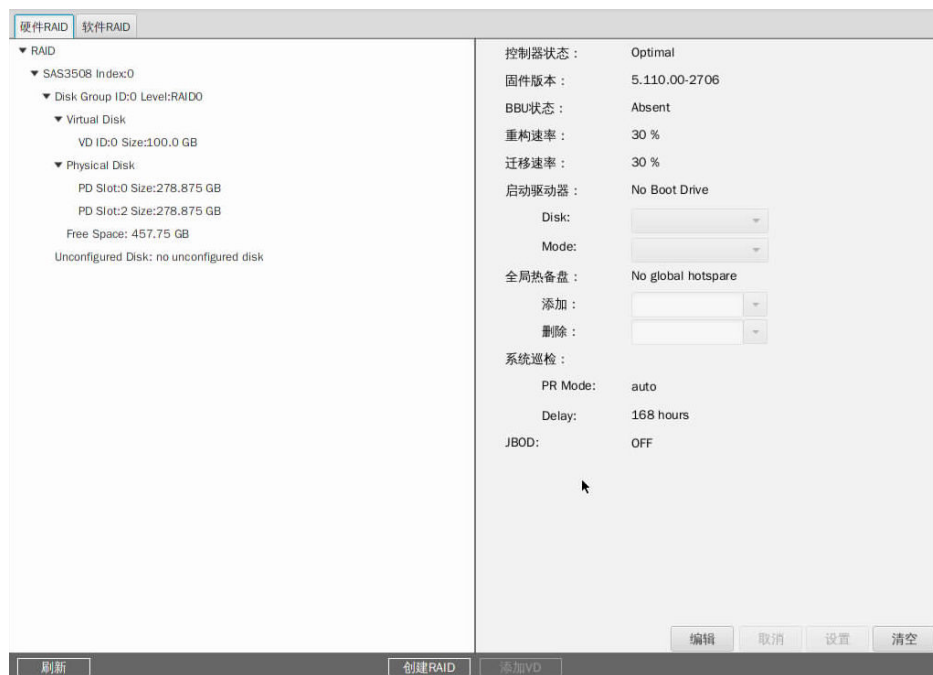 硬件RAID 软件RAID
RAID
SAS3508 Index:0
Disk Group ID:0 Level:RAID0
Virtual Disk
VD ID:0 Size:100.0 GB
Physical Disk
PD Slot:0 Size:278.875 GB
PD Slot:2 Size:278.875 GB
Free Space: 457.75 GB
Unconfigured Disk: no unconfigured disk
控制器状态： Optimal
固件版本： 5.110.00-2706
BBU状态： Absent
重构速率： 30 %
迁移速率： 30 %
启动驱动器： No Boot Drive
Disk:
Mode:
全局热备盘： No global hotspare
添加：
删除：
系统巡检：
PR Mode: auto
Delay: 168 hours
JBOD: OFF
编辑 取消 设置 清空
刷新 创建RAID 添加VD